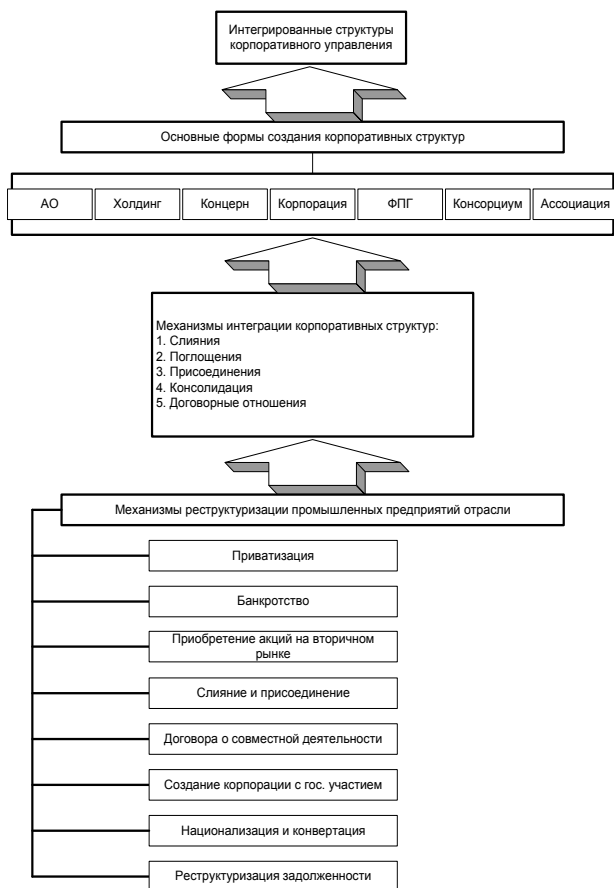 Интегрированные структуры
корпоративного управления
Основные формы создания корпоративных структур
АО
Холдинг
Концерн
Корпорация
ФПГ
Консорциум
Ассоциация
Механизмы интеграции корпоративных структур:
1. Слияния
2. Поглощения
3. Присоединения
4. Консолидация
5. Договорные отношения
Механизмы реструктуризации промышленных предприятий отрасли
Приватизация
Банкротство
Приобретение акций на вторичном
рынке
Слияние и присоединение
Договора о совместной деятельности
Создание корпорации с гос. участием
Национализация и конвертация
Реструктуризация задолженности